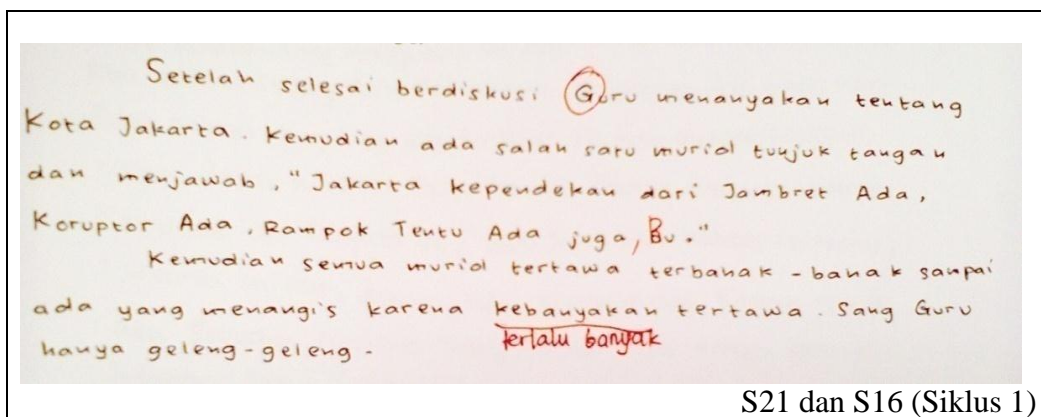 Setelah selesai berdiskusi Guru menanyakan tentang
Kota Jakarta. Kemudian ada salah satu murid tunjuk tangan
dan menjawab, "Jakarta kependekan dari Jambret Ada,
Koruptor Ada, Rampok Tentu Ada juga, Bu."
Kemudian semua murid tertawa terbahak-bahak sampai
ada yang menangis karena kebanyakan tertawa. Sang Guru
terlalu banyak
hanya geleng-geleng.
S21 dan S16 (Siklus 1)